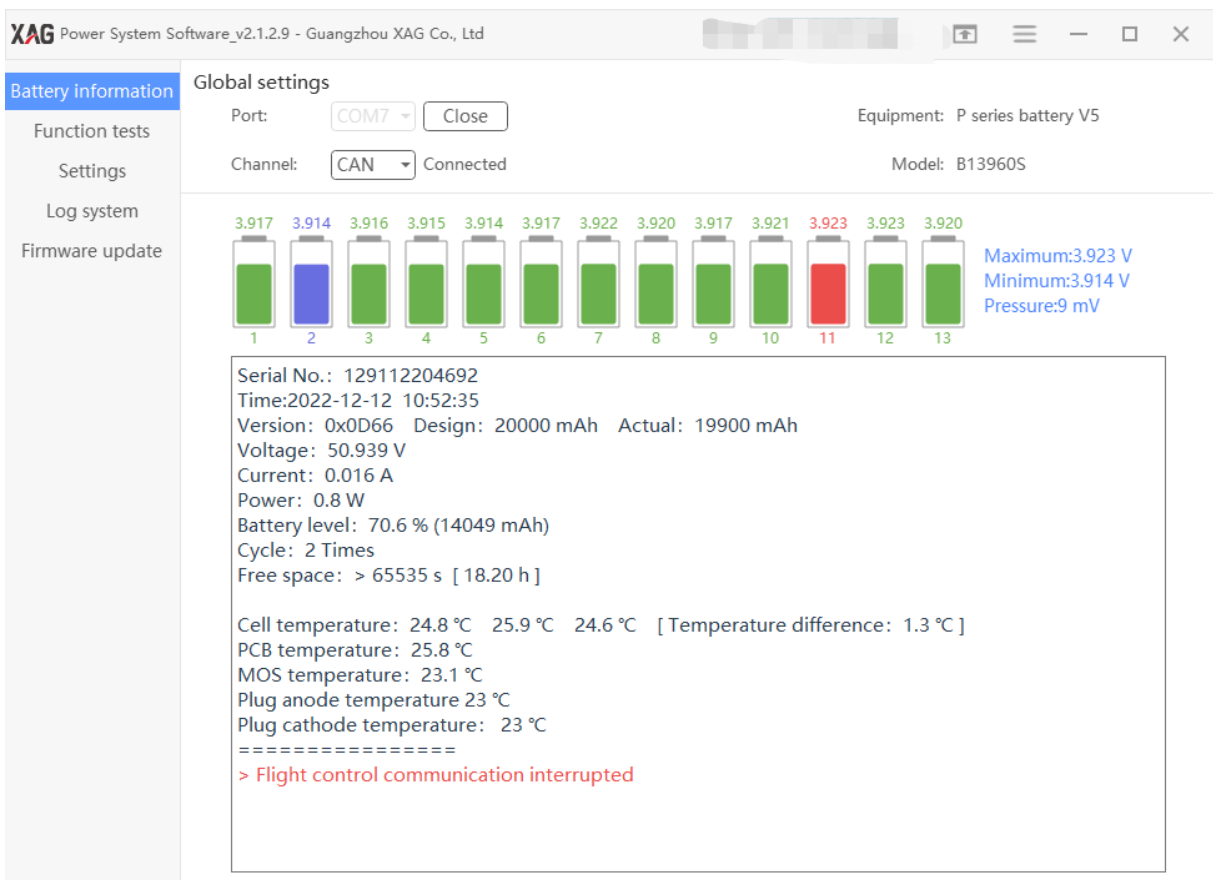 XAG Power System Software_v2.1.2.9 - Guangzhou XAG Co., Ltd
Battery information
Function tests
Settings
Log system
Firmware update
Global settings
Port: COM7 Close Equipment: P series battery V5
Channel: CAN Connected Model: B13960S
3.917 3.914 3.916 3.915 3.914 3.917 3.922 3.920 3.917 3.921 3.923 3.923 3.920
1 2 3 4 5 6 7 8 9 10 11 12 13
Maximum:3.923 V
Minimum:3.914 V
Pressure:9 mV
Serial No.: 129112204692
Time:2022-12-12 10:52:35
Version: 0x0D66 Design: 20000 mAh Actual: 19900 mAh
Voltage: 50.939 V
Current: 0.016 A
Power: 0.8 W
Battery level: 70.6 % (14049 mAh)
Cycle: 2 Times
Free space: > 65535 s [ 18.20 h ]
Cell temperature: 24.8 ℃ 25.9 ℃ 24.6 ℃ [ Temperature difference: 1.3 ℃ ]
PCB temperature: 25.8 ℃
MOS temperature: 23.1 ℃
Plug anode temperature 23 ℃
Plug cathode temperature: 23 ℃
================
> Flight control communication interrupted